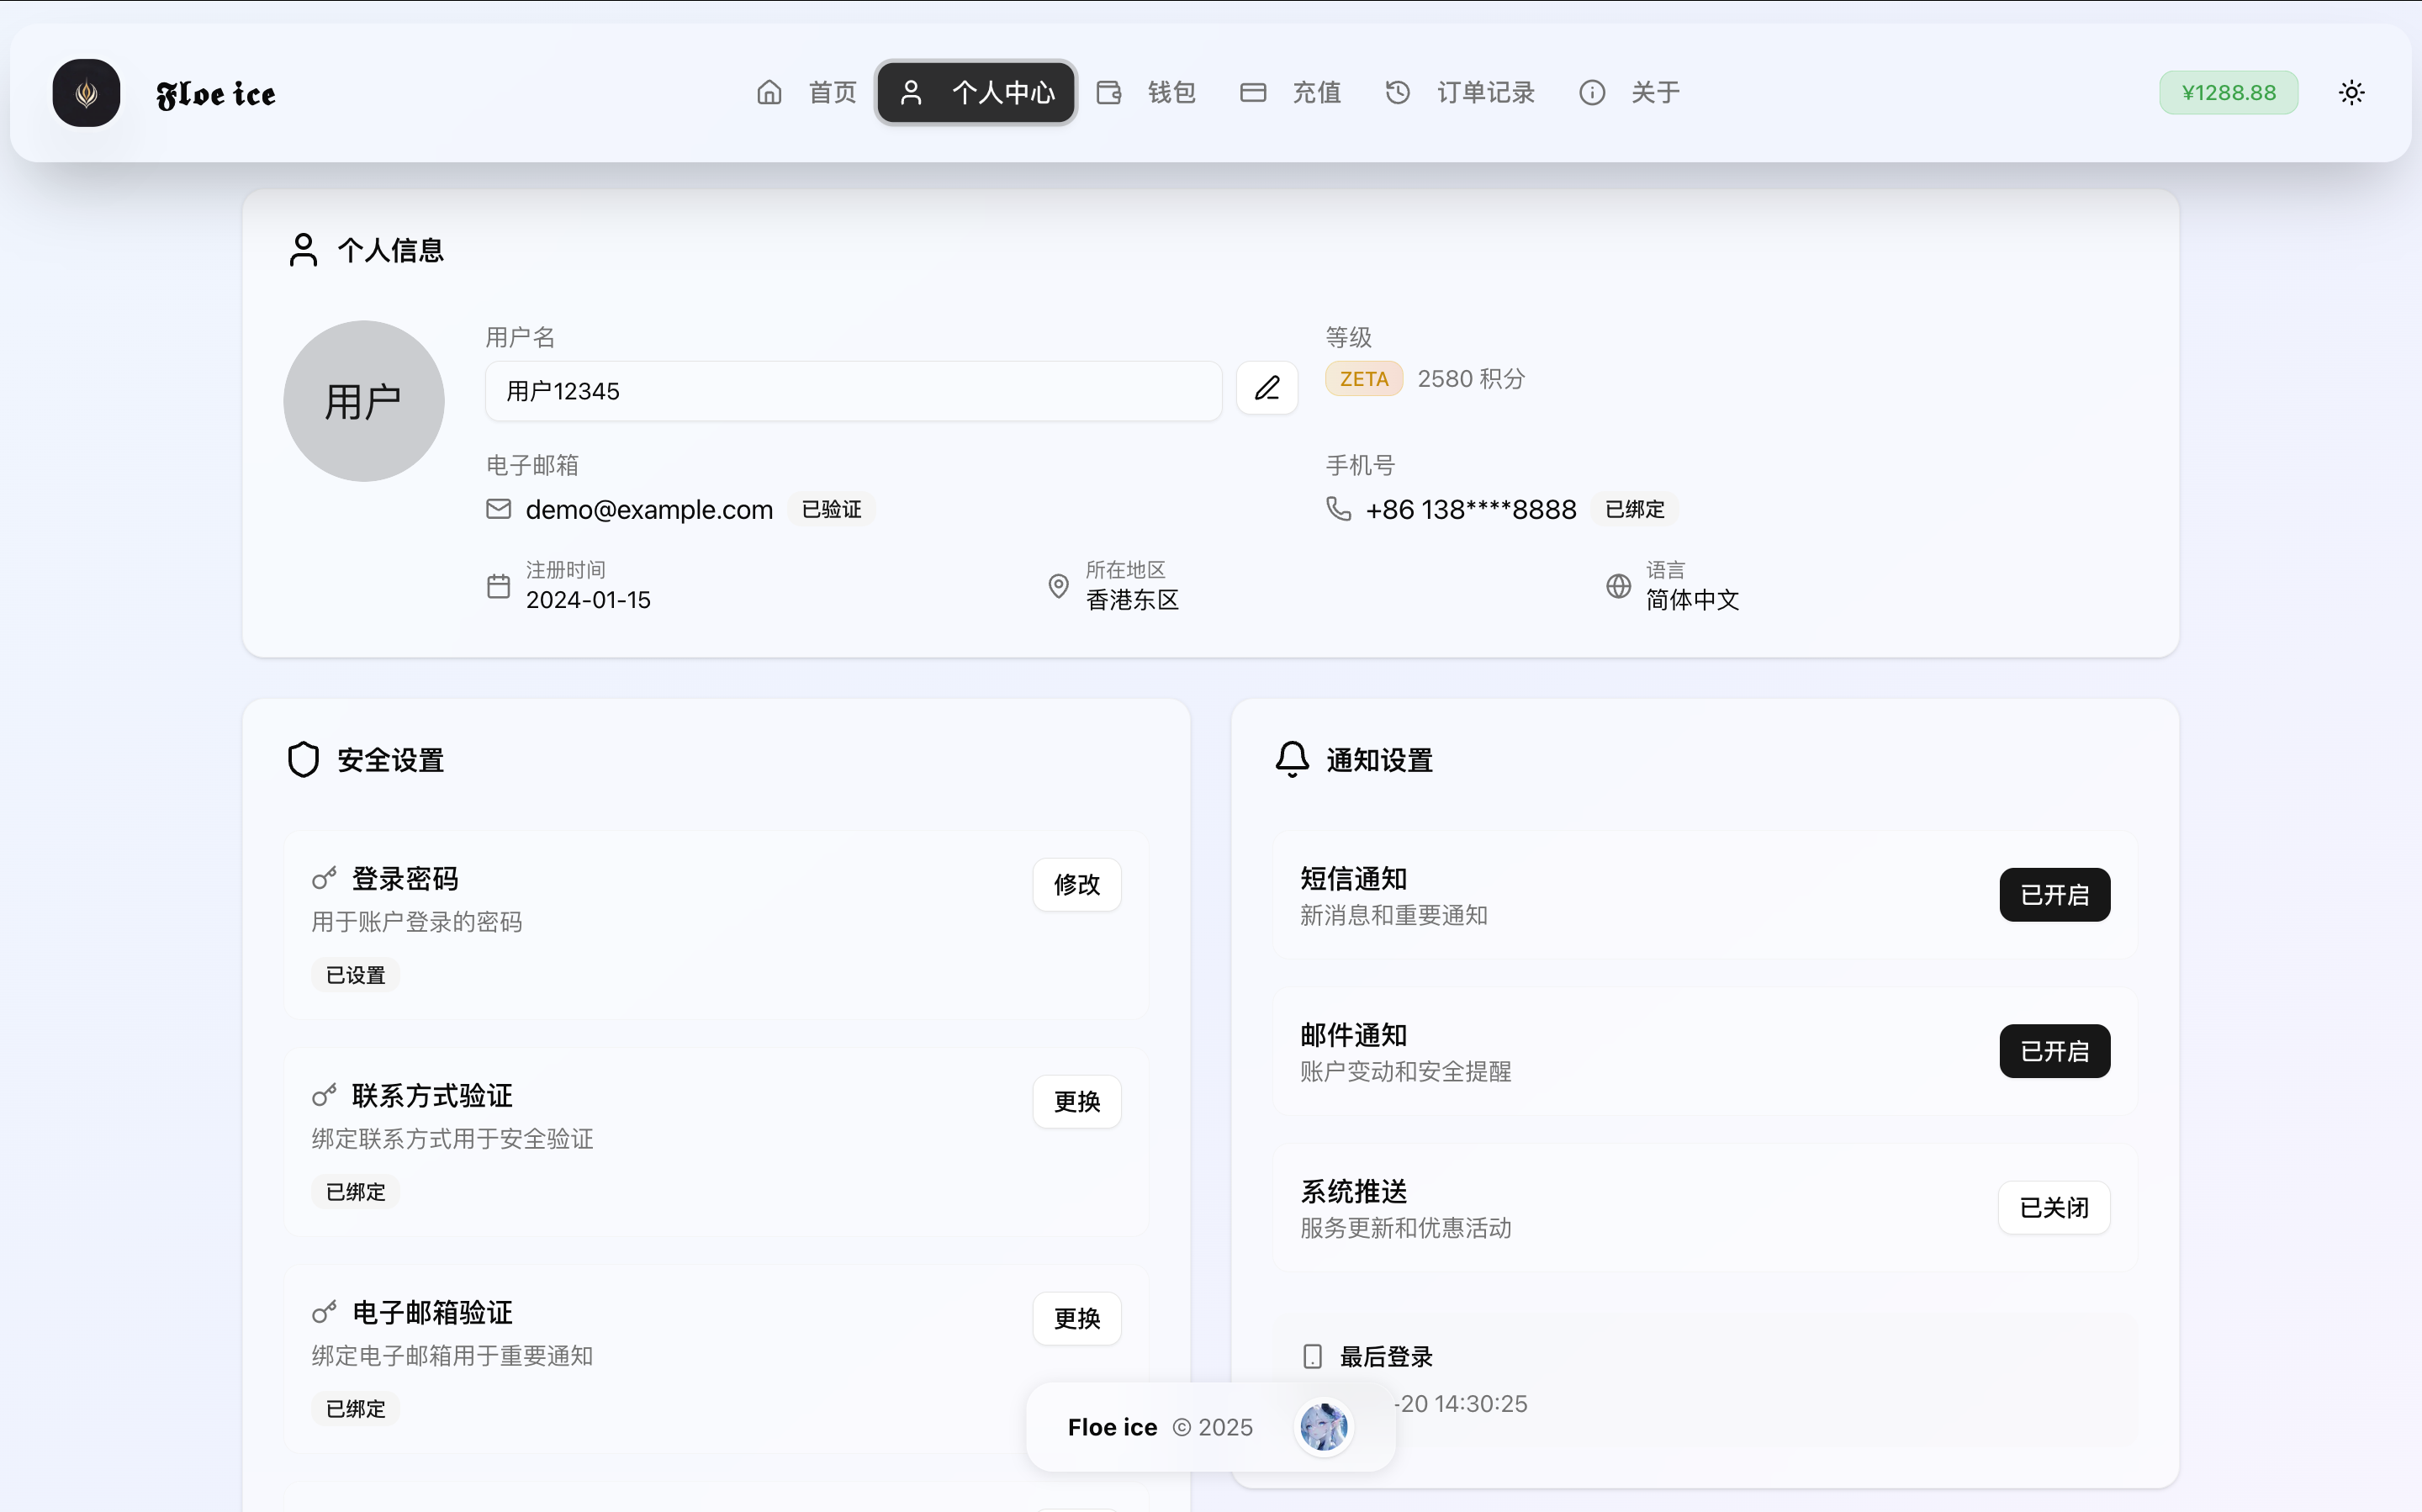 Floe ice
首页
个人中心
钱包
充值
订单记录
关于
¥1288.88
个人信息
用户
用户名
用户12345
等级
ZETA 2580 积分
电子邮箱
demo@example.com 已验证
手机号
+86 138****8888 已绑定
注册时间
2024-01-15
所在地区
香港东区
语言
简体中文
安全设置
登录密码
用于账户登录的密码
已设置
修改
联系方式验证
绑定联系方式用于安全验证
已绑定
更换
电子邮箱验证
绑定电子邮箱用于重要通知
已绑定
更换
通知设置
短信通知
新消息和重要通知
已开启
邮件通知
账户变动和安全提醒
已开启
系统推送
服务更新和优惠活动
已关闭
最后登录
-20 14:30:25
Floe ice © 2025